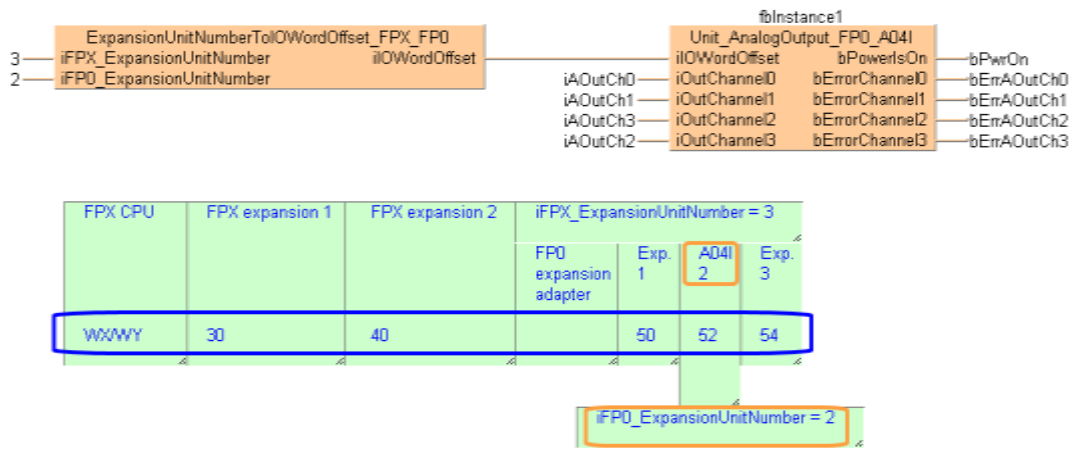 fbInstance1
ExpansionUnitNumberToIOWordOffset_FPX_FP0
Unit_AnalogOutput_FP0_A04I
3 iFPX_ExpansionUnitNumber iIOWordOffset
iIOWordOffset bPowerIsOn bPwrOn
2 iFP0_ExpansionUnitNumber
iAOutCh0 iOutChannel0 bErrorChannel0 bErrAOutCh0
iAOutCh1 iOutChannel1 bErrorChannel1 bErrAOutCh1
iAOutCh3 iOutChannel2 bErrorChannel2 bErrAOutCh2
iAOutCh2 iOutChannel3 bErrorChannel3 bErrAOutCh3
FPX CPU FPX expansion 1 FPX expansion 2 iFPX_ExpansionUnitNumber = 3
FP0 Exp. A04I Exp.
expansion 1 2 3
adapter
WX/WY 30 40 50 52 54
iFP0_ExpansionUnitNumber = 2